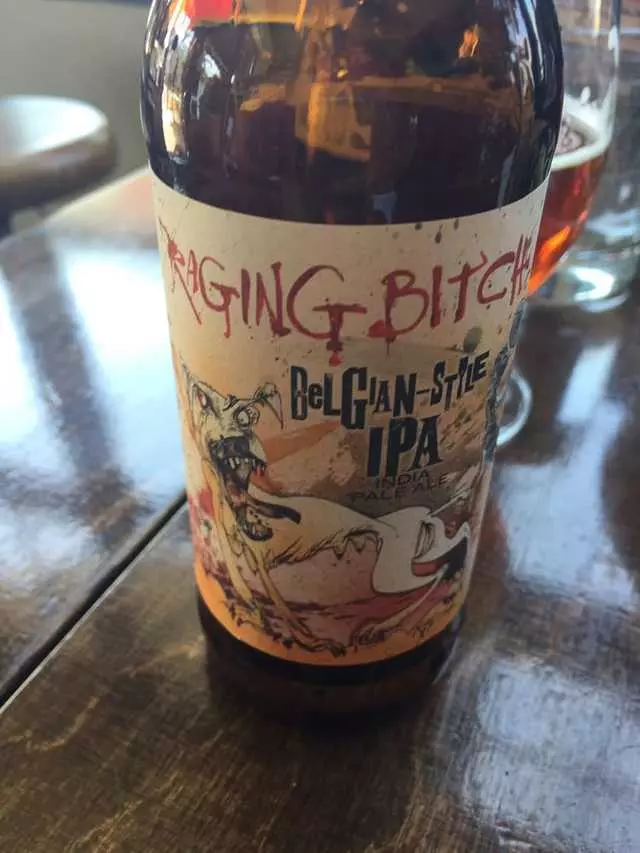 RAGING BITCH
BeLGiAN-STYLE
IPA
INDIA
PALE ALE